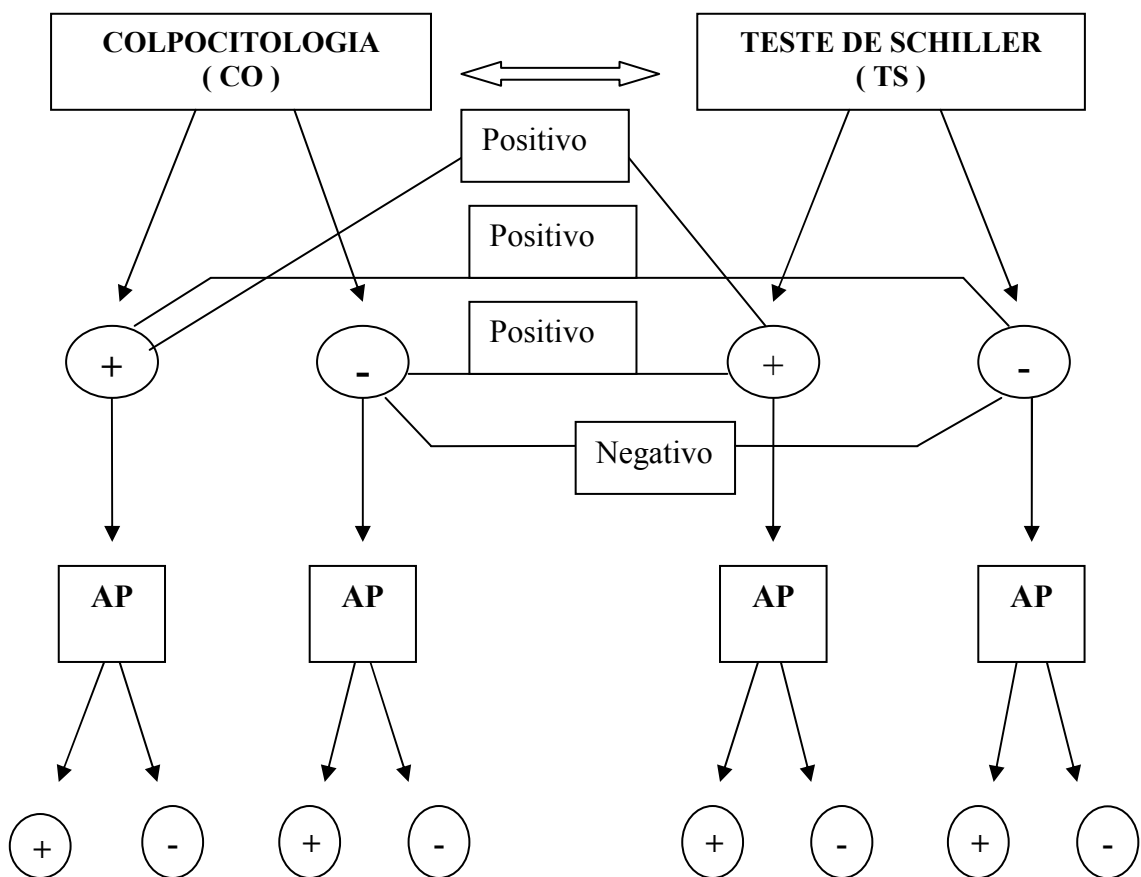 COLPOCITOLOGIA
( CO )
TESTE DE SCHILLER
( TS )
Positivo
Positivo
Positivo
+
-
+
-
Negativo
AP
AP
AP
AP
+
-
+
-
+
-
+
-